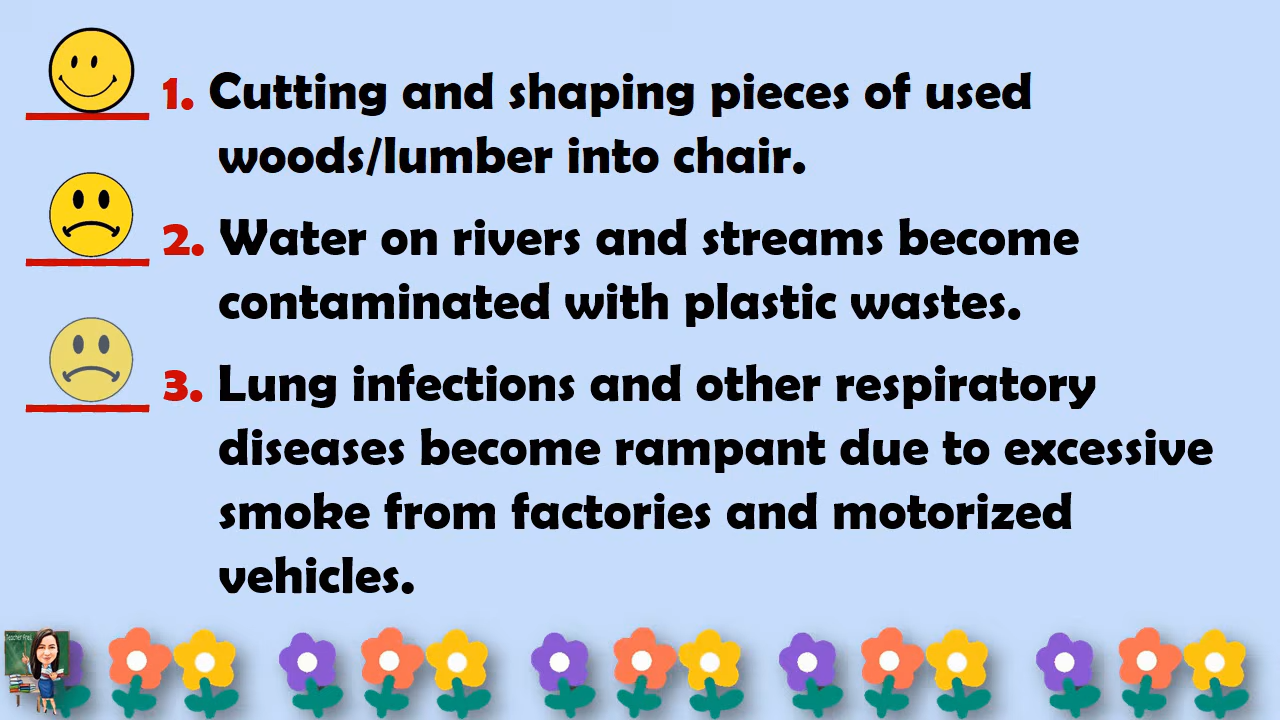 1. Cutting and shaping pieces of used
woods/lumber into chair.
2. Water on rivers and streams become
contaminated with plastic wastes.
3. Lung infections and other respiratory
diseases become rampant due to excessive
smoke from factories and motorized
vehicles.